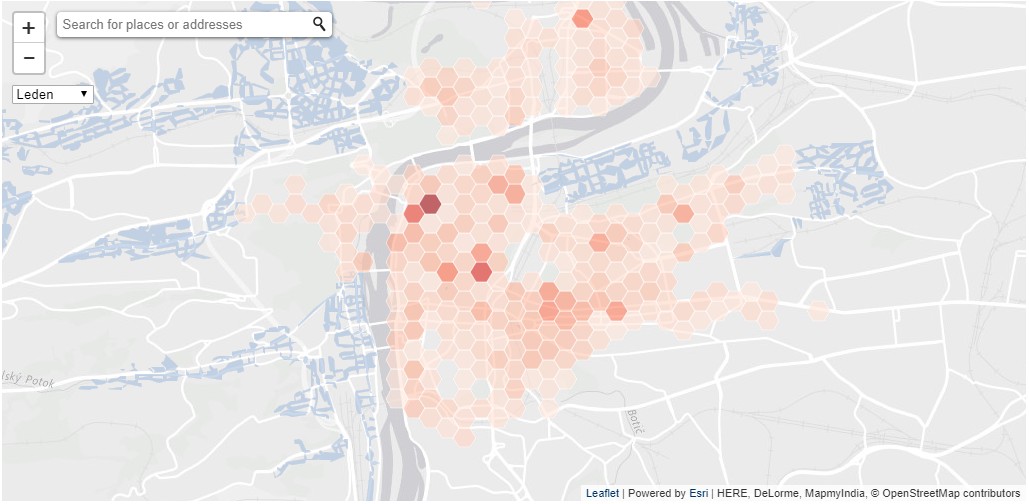 +
Search for places or addresses
−
Leden
lský Potok
Botič
Leaflet | Powered by Esri | HERE, DeLorme, MapmyIndia, © OpenStreetMap contributors